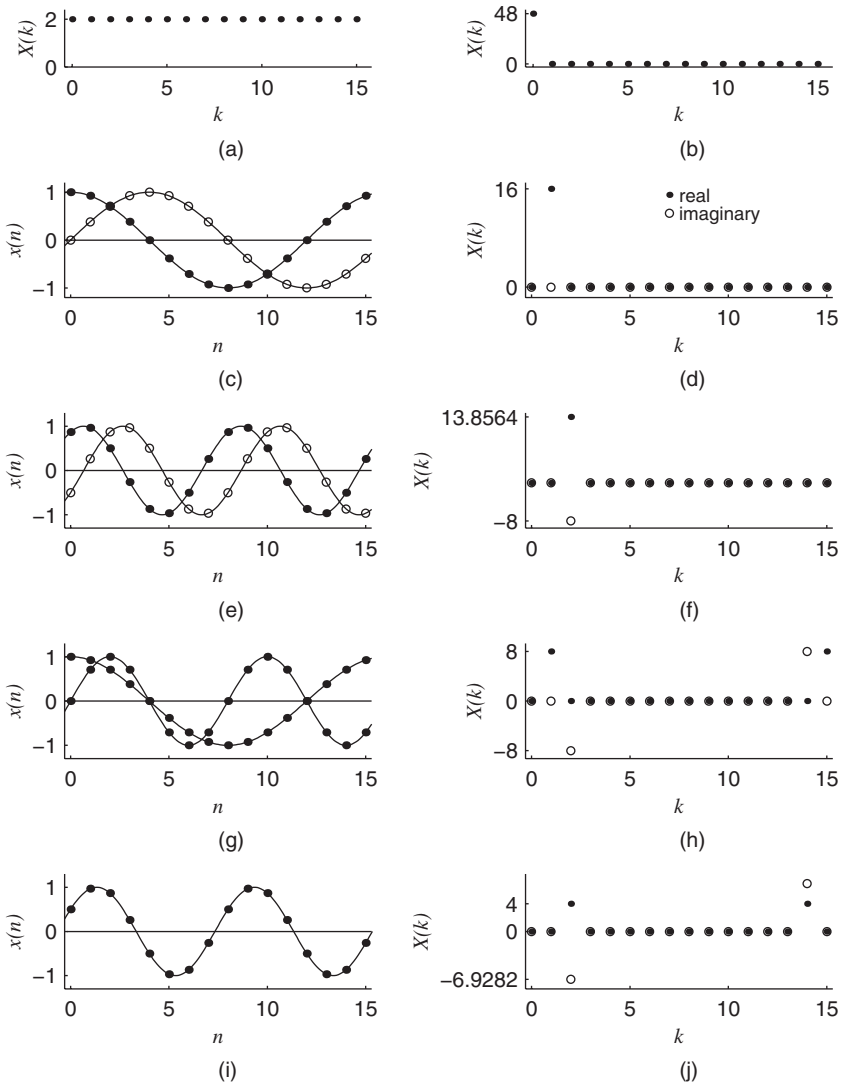 X(k)
2
0
0 5 10 15
k
(a)
X(k)
48
0
0 5 10 15
k
(b)
x(n)
1
0
−1
0 5 10 15
n
(c)
X(k)
16
0
real
imaginary
0 5 10 15
k
(d)
x(n)
1
0
−1
0 5 10 15
n
(e)
X(k)
13.8564
−8
5 10 15
k
(f)
x(n)
1
0
−1
0 5 10 15
n
(g)
X(k)
8
0
−8
0 5 10 15
k
(h)
x(n)
1
0
−1
0 5 10 15
n
(i)
X(k)
4
0
−6.9282
5 10 15
k
(j)